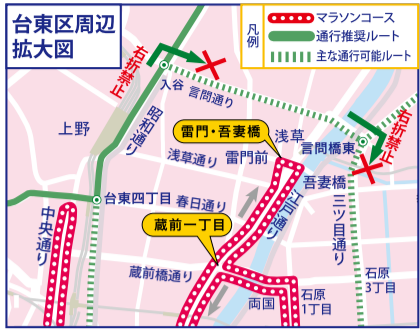 台東区周辺
拡大図
凡例
マラソンコース
通行推奨ルート
主な通行可能ルート
右折禁止
入谷
言問通り
右折禁止
昭和通り
上野
雷門・吾妻橋
浅草
言問橋東
浅草通り
雷門前
吾妻橋
台東四丁目
春日通り
江戸通り
三ツ目通り
中央通り
蔵前一丁目
蔵前橋通り
両国
石原
1丁目
石原
3丁目